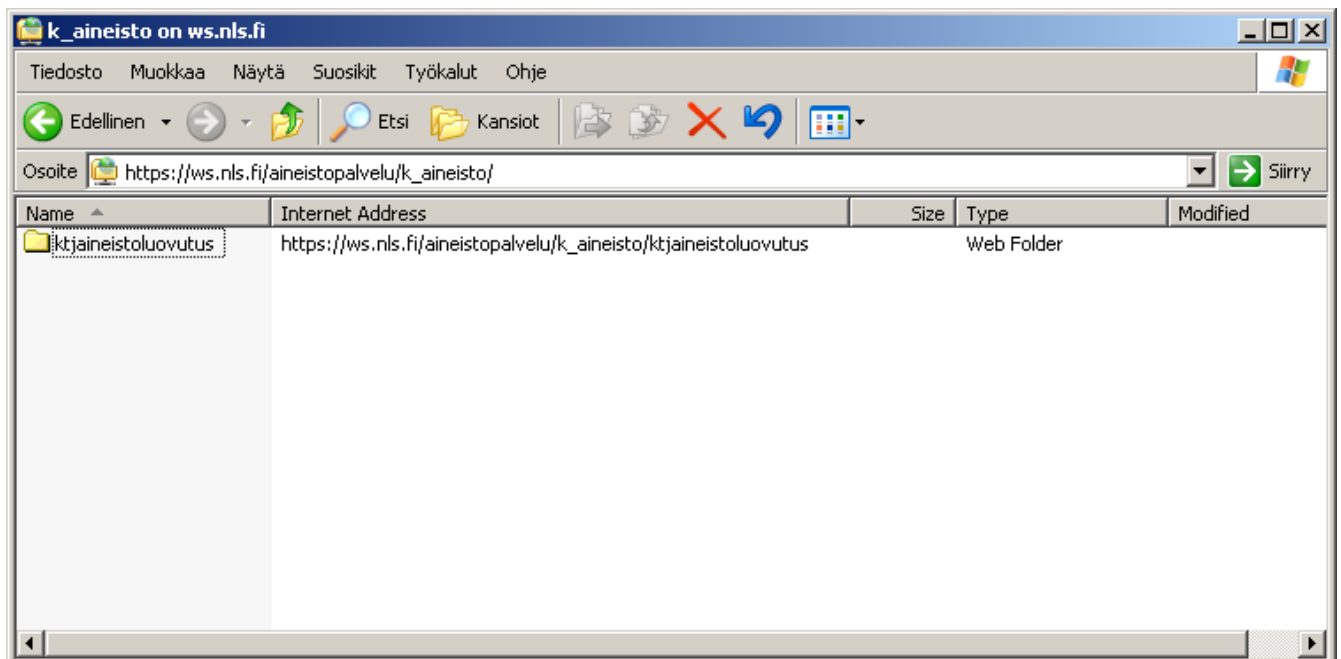 k_aineisto on ws.nls.fi
Tiedosto Muokkaa Näytä Suosikit Työkalut Ohje
Edellinen Etsi Kansiot
Osoite https://ws.nls.fi/aineistopalvelu/k_aineisto/ Siirry
Name Internet Address Size Type Modified
ktjaineistoluovutus https://ws.nls.fi/aineistopalvelu/k_aineisto/ktjaineistoluovutus Web Folder